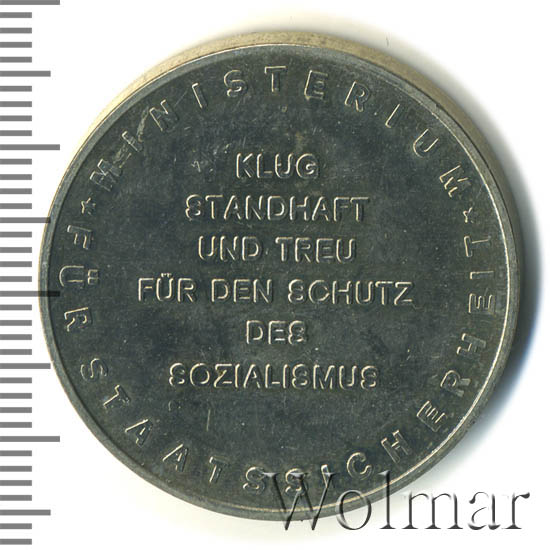 * MINISTERIUM *
FÜR STAATSSICHERHEIT
KLUG
STANDHAFT
UND TREU
FÜR DEN SCHUTZ
DES
SOZIALISMUS
Wolmar